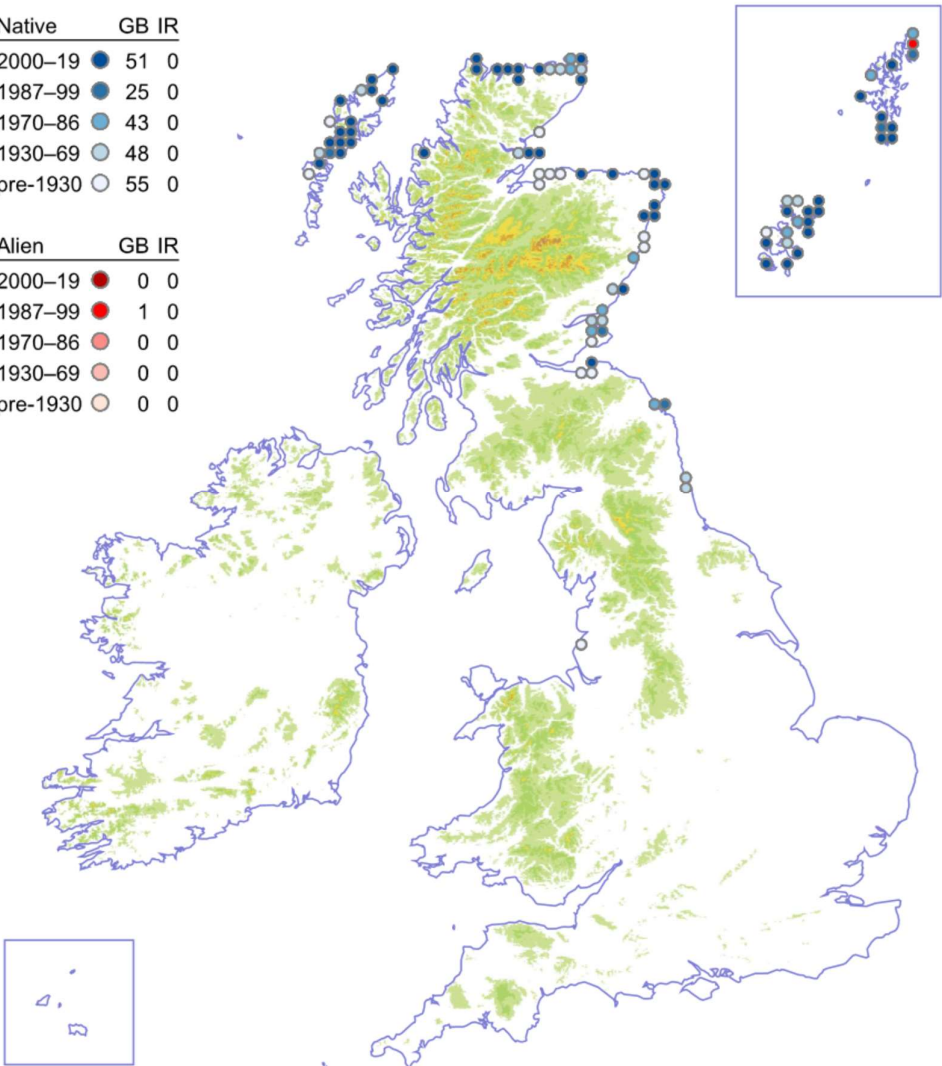 Native GB IR
2000–19 51 0
1987–99 25 0
1970–86 43 0
1930–69 48 0
pre-1930 55 0
Alien GB IR
2000–19 0 0
1987–99 1 0
1970–86 0 0
1930–69 0 0
pre-1930 0 0